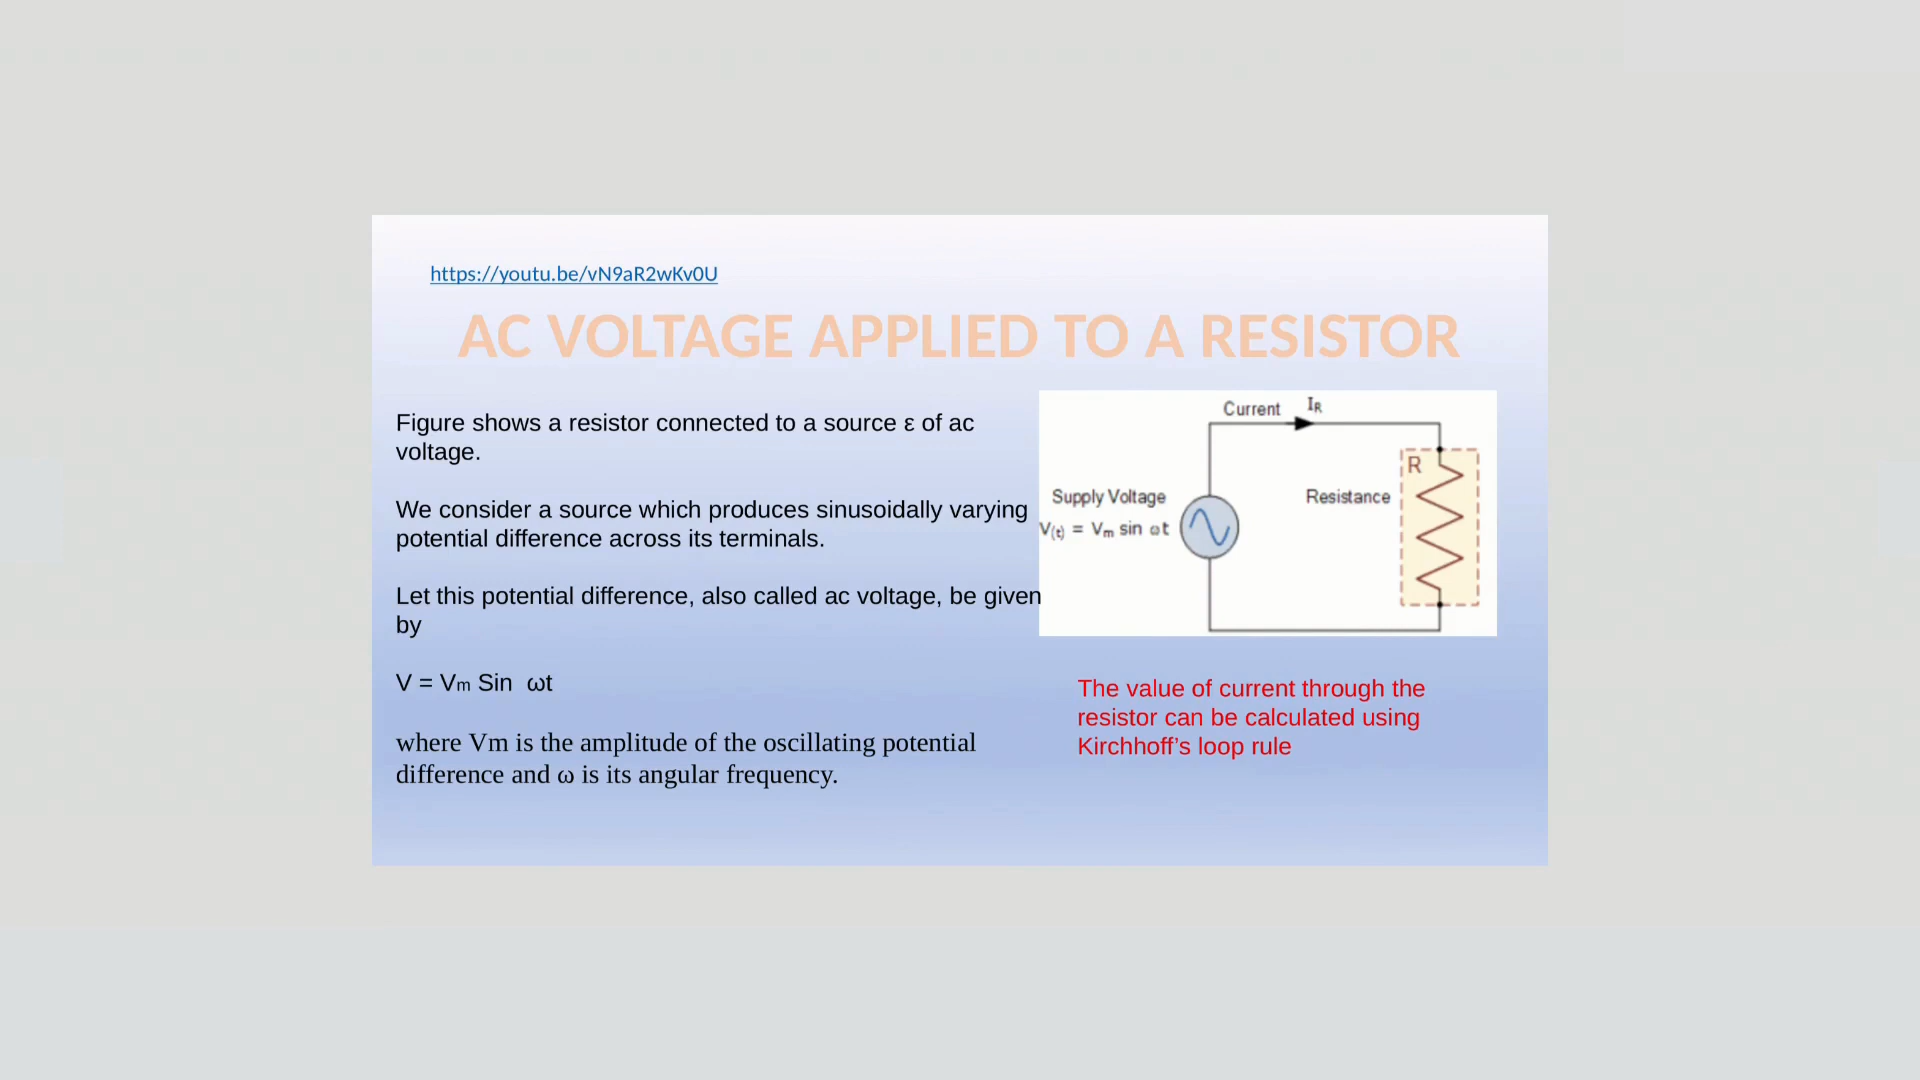 https://youtu.be/vN9aR2wKv0U
AC VOLTAGE APPLIED TO A RESISTOR
Figure shows a resistor connected to a source ε of ac
voltage.
We consider a source which produces sinusoidally varying
potential difference across its terminals.
Let this potential difference, also called ac voltage, be given
by
V = Vm Sin  ωt
where Vm is the amplitude of the oscillating potential
difference and ω is its angular frequency.
Current IR
R
Supply Voltage
Resistance
V(t) = Vm sin ωt
The value of current through the
resistor can be calculated using
Kirchhoff’s loop rule